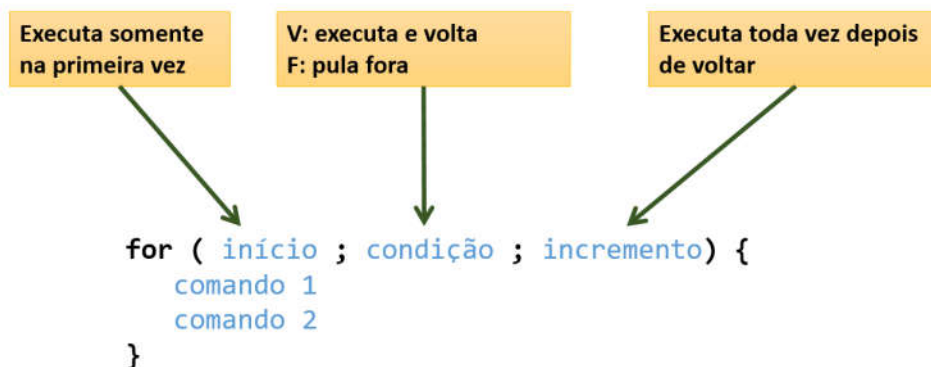 Executa somente
na primeira vez
V: executa e volta
F: pula fora
Executa toda vez depois
de voltar
for ( início ; condição ; incremento) {
comando 1
comando 2
}